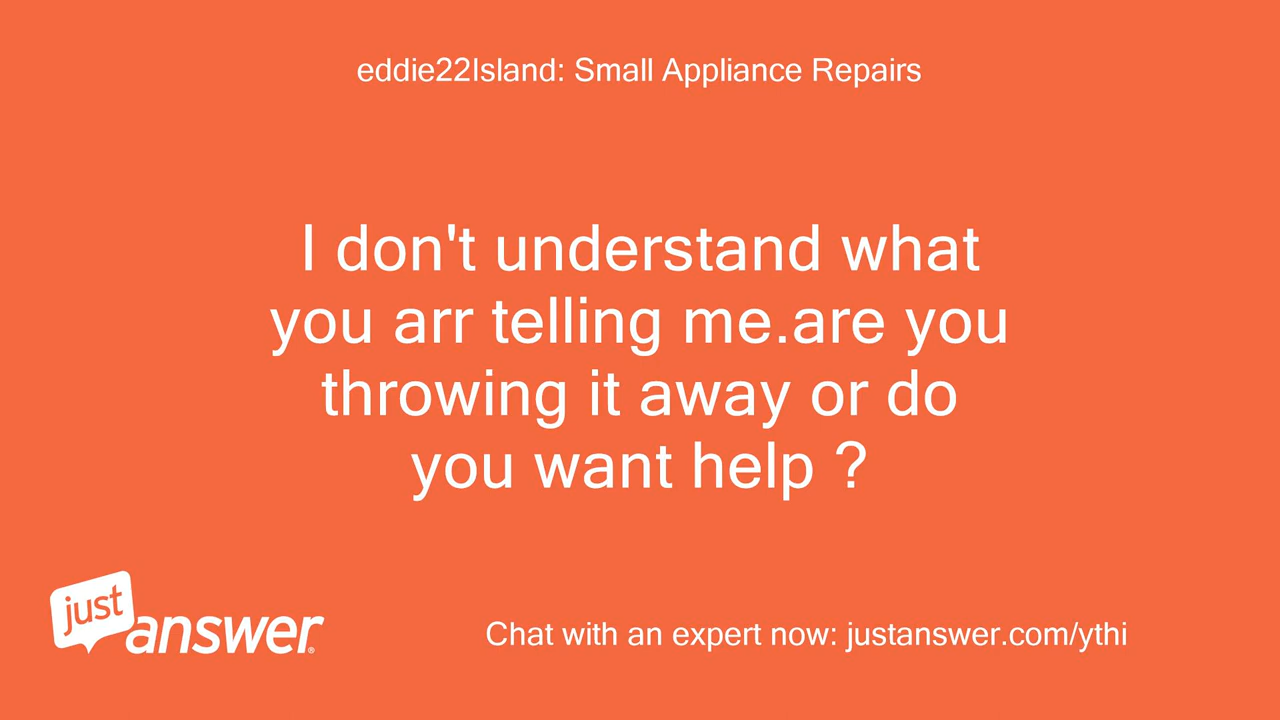 eddie22Island: Small Appliance Repairs
I don't understand what
you arr telling me.are you
throwing it away or do
you want help ?
just
answer®
Chat with an expert now: justanswer.com/ythi